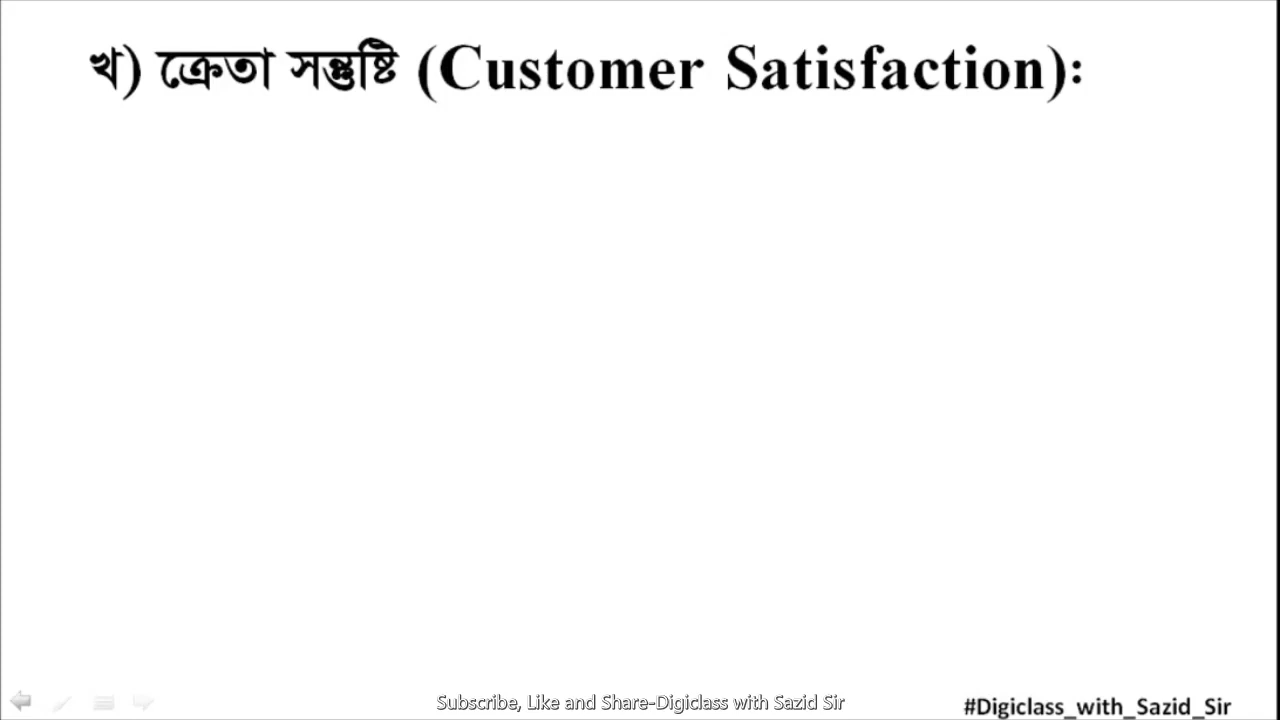 খ) ক্রেতা সন্তুষ্টি (Customer Satisfaction)ঃ
Subscribe, Like and Share-Digiclass with Sazid Sir
#Digiclass_with_Sazid_Sir